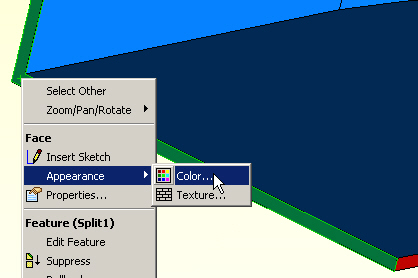 Select Other
Zoom/Pan/Rotate
Face
Insert Sketch
Appearance
Color...
Texture...
Properties...
Feature (Split1)
Edit Feature
Suppress